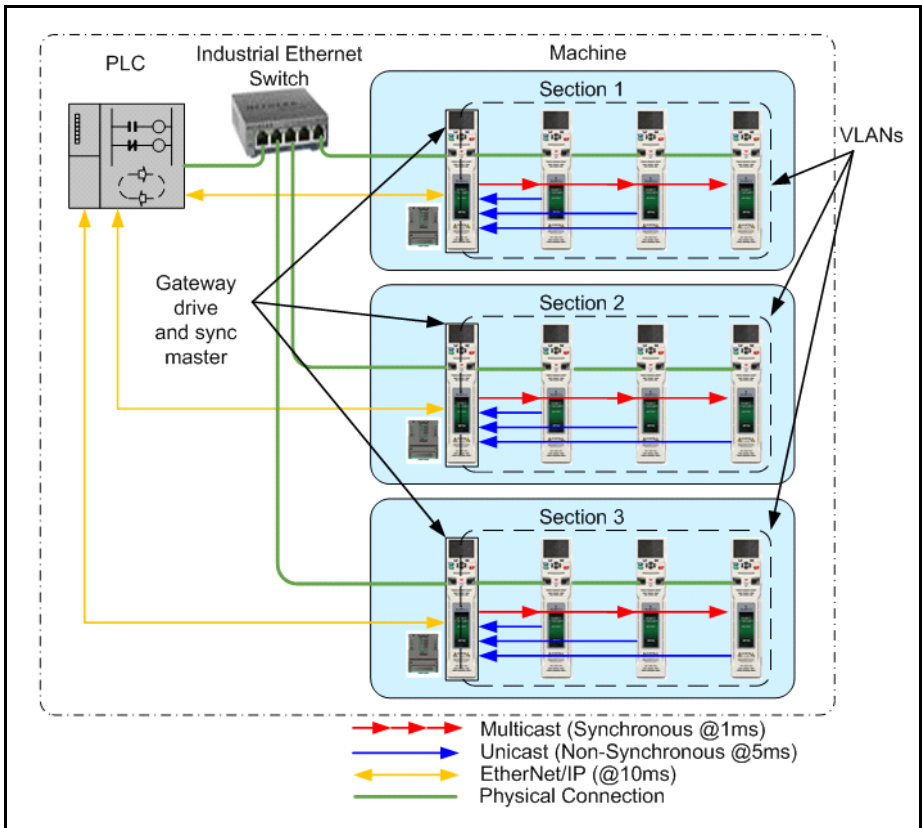 PLC
Industrial Ethernet
Switch
Machine
Section 1
VLANs
Gateway
drive
and sync
master
Section 2
Section 3
Multicast (Synchronous @1ms)
Unicast (Non-Synchronous @5ms)
EtherNet/IP (@10ms)
Physical Connection